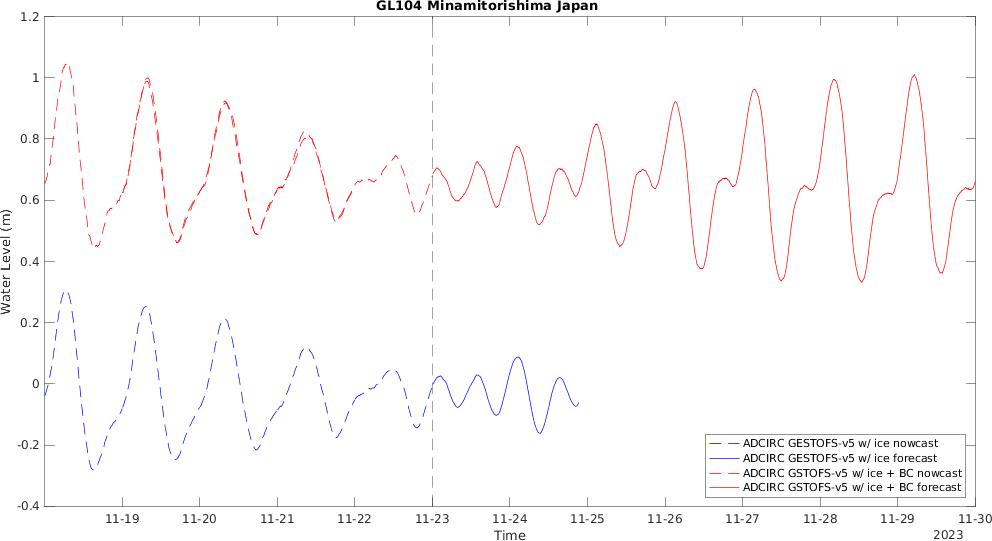 GL104 Minamitorishima Japan
1.2
1
0.8
0.6
0.4
0.2
0
-0.2
-0.4
Water Level (m)
11-19 11-20 11-21 11-22 11-23 11-24 11-25 11-26 11-27 11-28 11-29 11-30
Time
2023
ADCIRC GESTOFS-v5 w/ ice nowcast
ADCIRC GESTOFS-v5 w/ ice forecast
ADCIRC GSTOFS-v5 w/ ice + BC nowcast
ADCIRC GSTOFS-v5 w/ ice + BC forecast